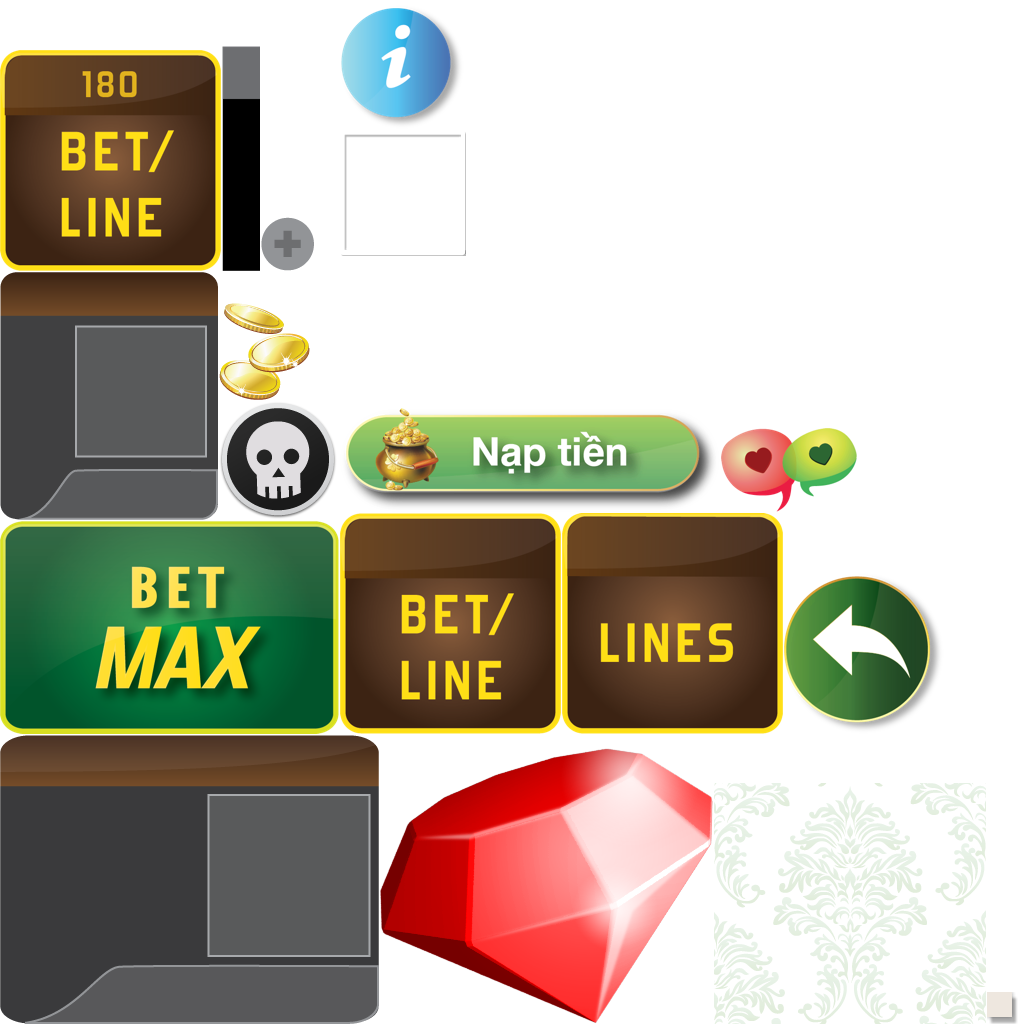 i
180
BET/
LINE
Nạp tiền
BET
MAX
BET/
LINE
LINES